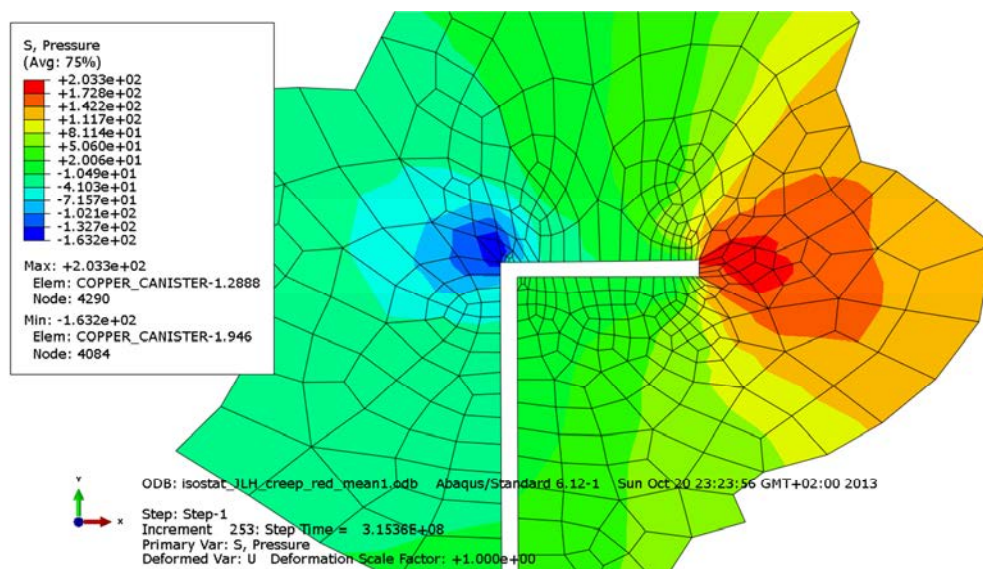 S, Pressure
(Avg: 75%)
+2.033e+02
+1.728e+02
+1.422e+02
+1.117e+02
+8.114e+01
+5.060e+01
+2.006e+01
-1.049e+01
-4.103e+01
-7.157e+01
-1.021e+02
-1.327e+02
-1.632e+02
Max: +2.033e+02
Elem: COPPER_CANISTER-1.2888
Node: 4290
Min: -1.632e+02
Elem: COPPER_CANISTER-1.946
Node: 4084
ODB: isostat_JLH_creep_red_mean1.odb Abaqus/Standard 6.12-1 Sun Oct 20 23:23:56 GMT+02:00 2013
Y
X
Step: Step-1
Increment 253: Step Time = 3.1536E+08
Primary Var: S, Pressure
Deformed Var: U Deformation Scale Factor: +1.000e+00